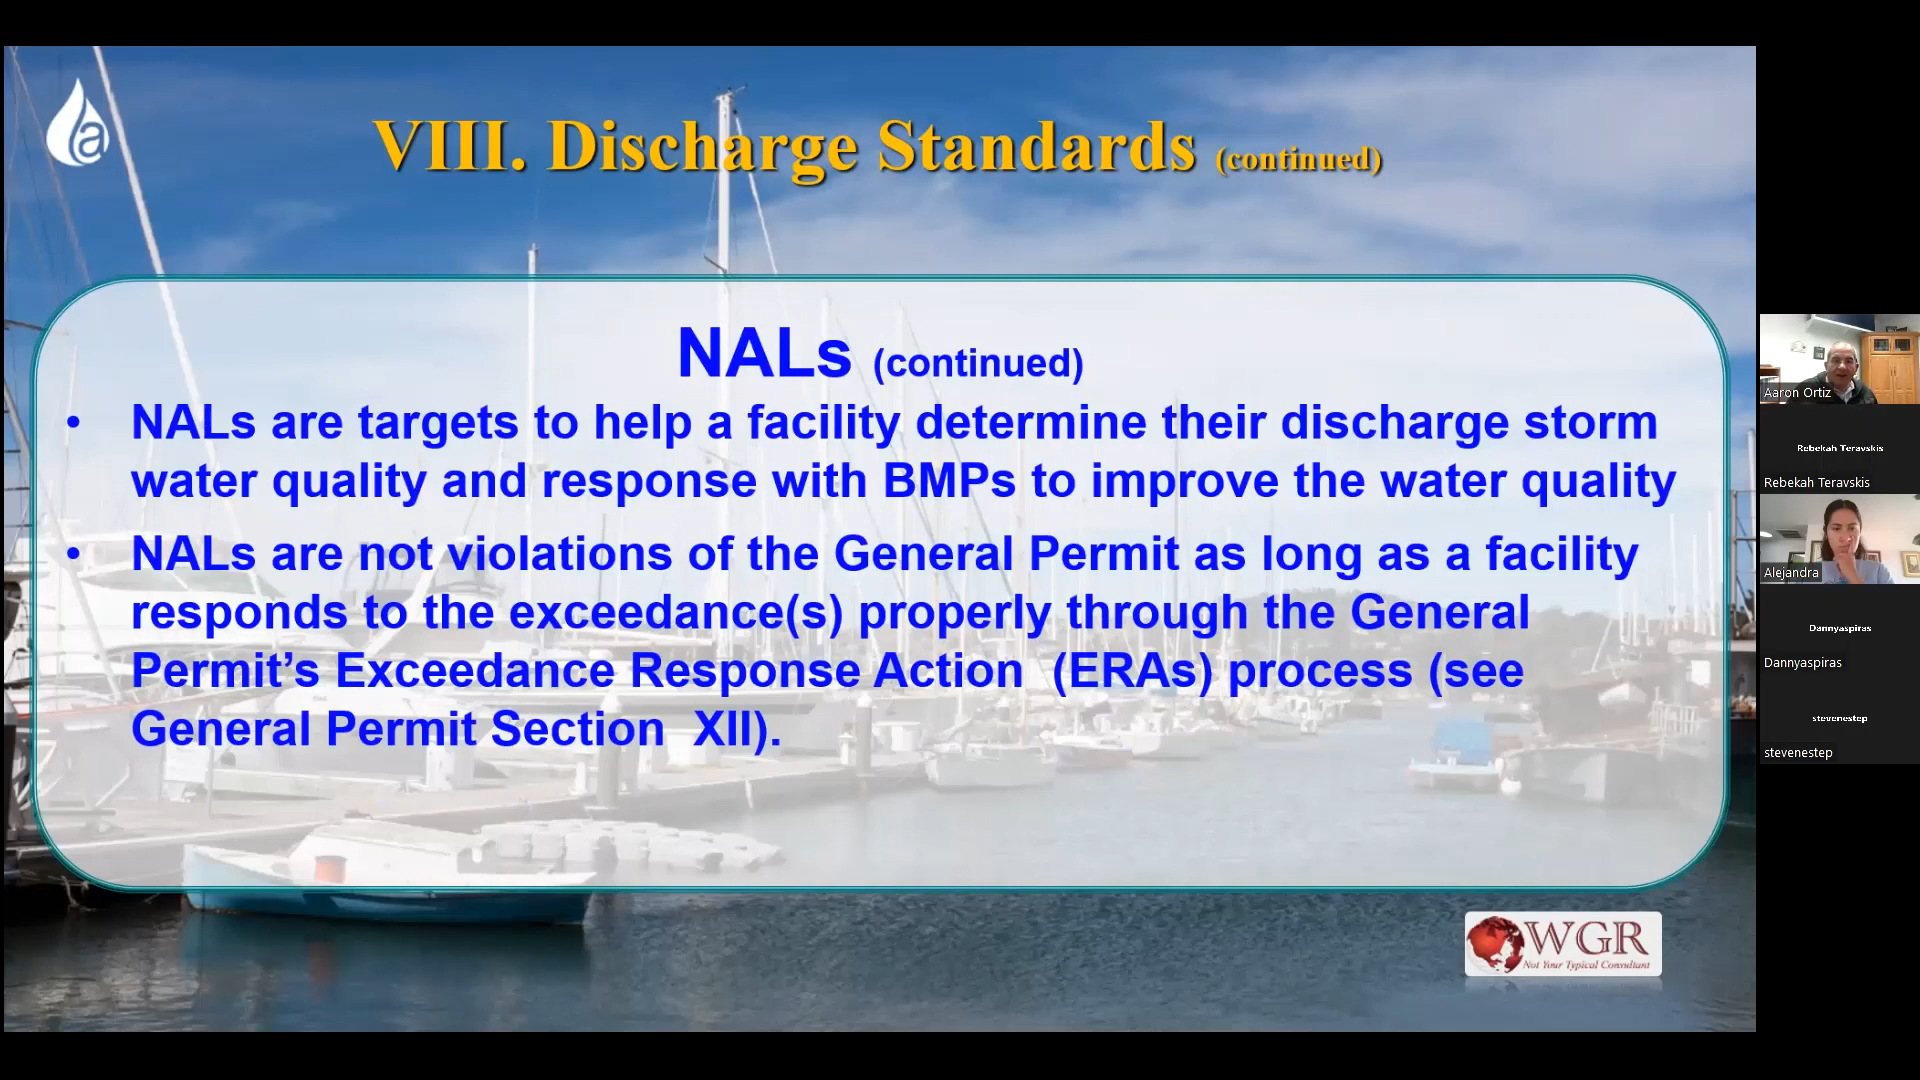 a
VIII. Discharge Standards (continued)
NALs (continued)
• NALs are targets to help a facility determine their discharge storm
water quality and response with BMPs to improve the water quality
• NALs are not violations of the General Permit as long as a facility
responds to the exceedance(s) properly through the General
Permit’s Exceedance Response Action (ERAs) process (see
General Permit Section XII).
WGR
Not Your Typical Consultant
Aaron Ortiz
Rebekah Teravskis
Rebekah Teravskis
Alejandra
Dannyaspiras
Dannyaspiras
stevenestep
stevenestep